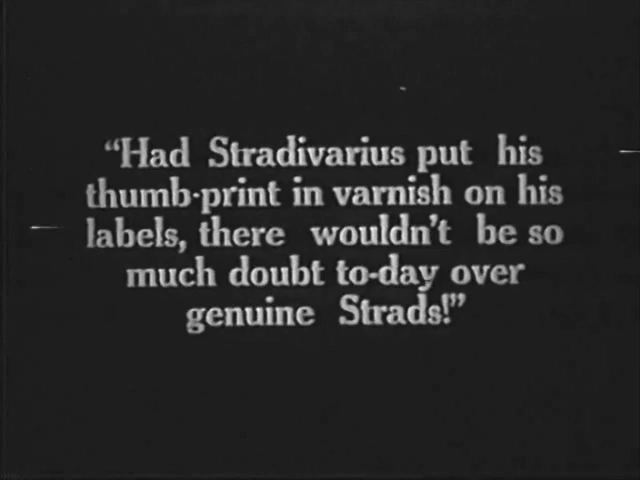 “Had Stradivarius put his
thumb-print in varnish on his
labels, there wouldn't be so
much doubt to-day over
genuine Strads!”